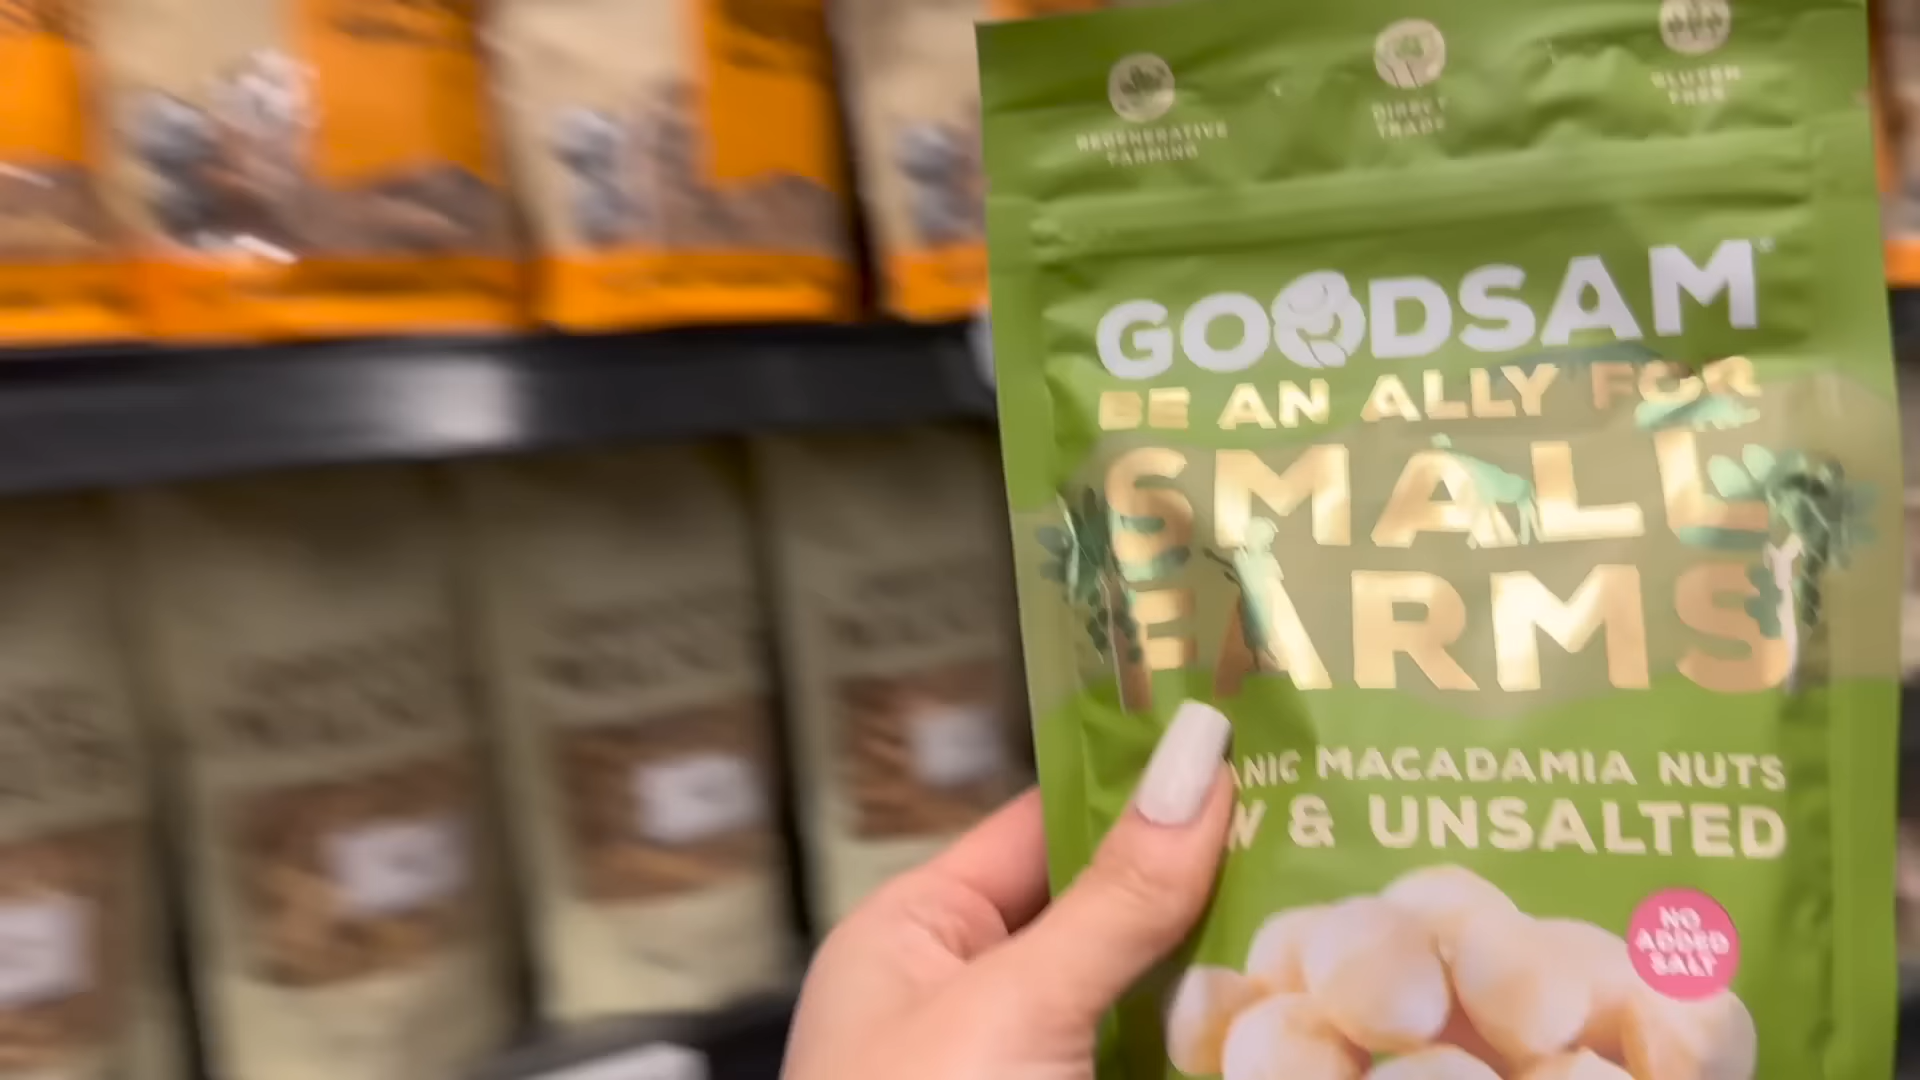 REGENERATIVE
FARMING
DIRECT
TRADE
GLUTEN
FREE
GOODSAM
BE AN ALLY FOR
SMALL
FARMS
ANIC MACADAMIA NUTS
W & UNSALTED
NO
ADDED
SALT